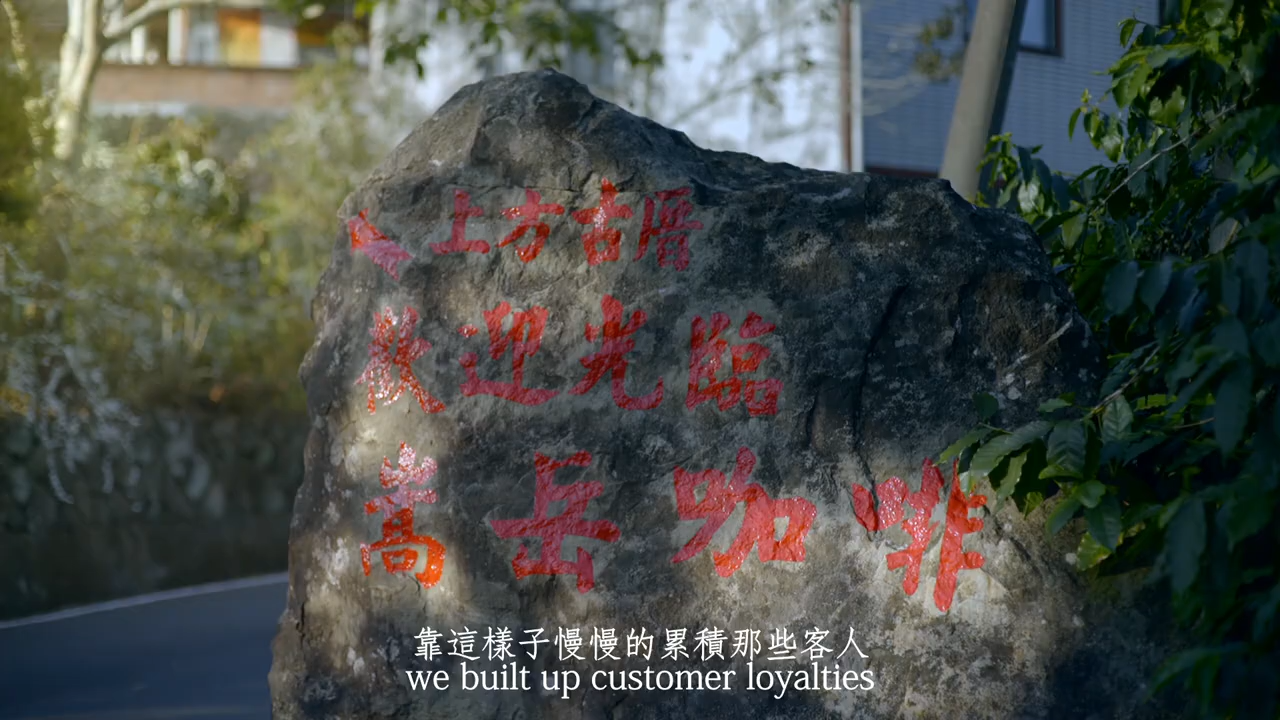 上方古厝
歡迎光臨
嵩岳咖啡
靠這樣子慢慢的累積那些客人
we built up customer loyalties